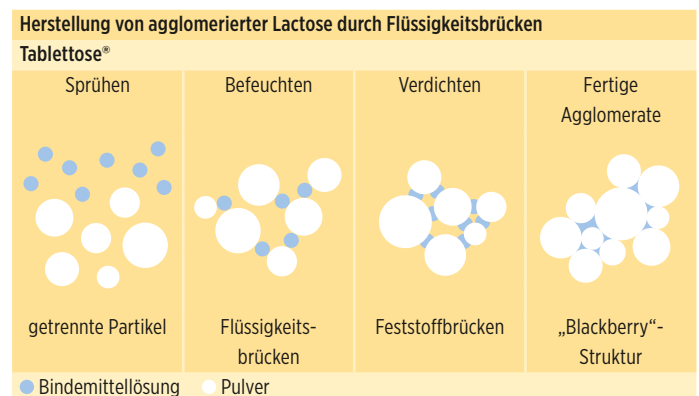 Herstellung von agglomerierter Lactose durch Flüssigkeitsbrücken
Tablettose®
Sprühen
Befeuchten
Verdichten
Fertige
Agglomerate
getrennte Partikel
Flüssigkeits-
brücken
Feststoffbrücken
„Blackberry“-
Struktur
Bindemittellösung
Pulver